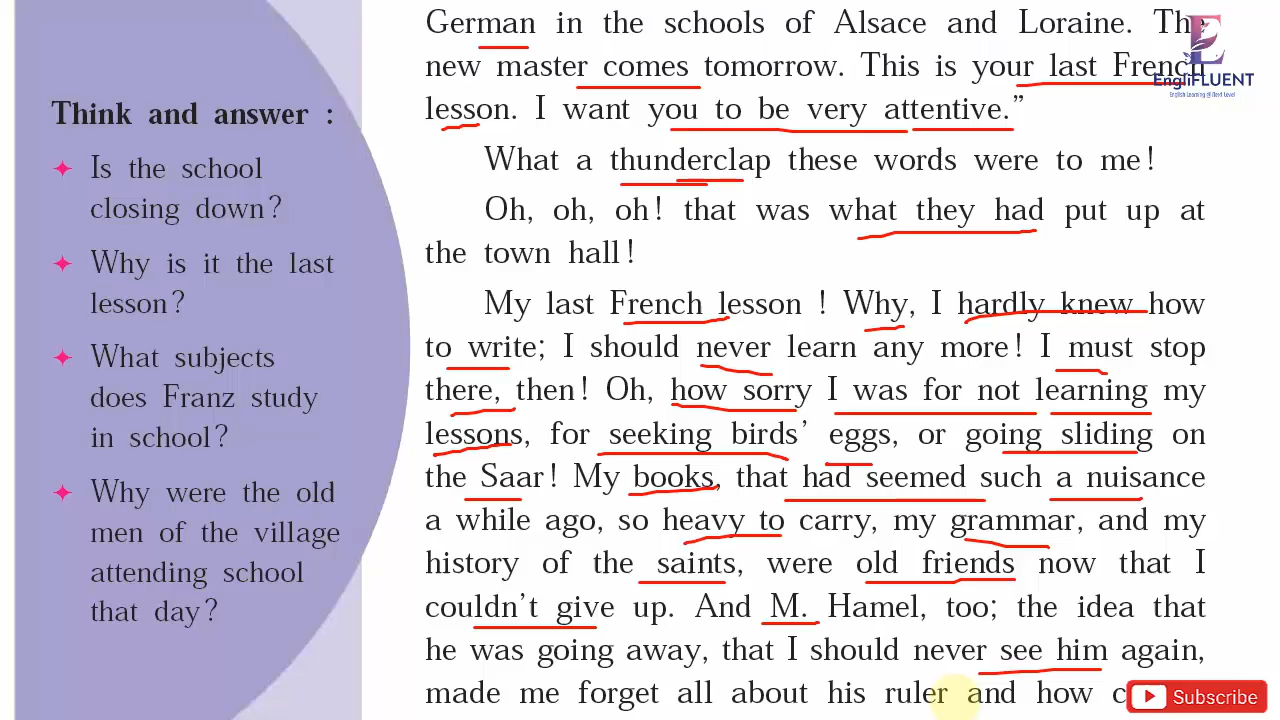 Think and answer :
Is the school
closing down?
Why is it the last
lesson?
What subjects
does Franz study
in school?
Why were the old
men of the village
attending school
that day?
German in the schools of Alsace and Loraine. The
new master comes tomorrow. This is your last French
lesson. I want you to be very attentive.”
What a thunderclap these words were to me!
Oh, oh, oh! that was what they had put up at
the town hall!
My last French lesson ! Why, I hardly knew how
to write; I should never learn any more! I must stop
there, then! Oh, how sorry I was for not learning my
lessons, for seeking birds’ eggs, or going sliding on
the Saar! My books, that had seemed such a nuisance
a while ago, so heavy to carry, my grammar, and my
history of the saints, were old friends now that I
couldn’t give up. And M. Hamel, too; the idea that
he was going away, that I should never see him again,
made me forget all about his ruler and how
EngliFLUENT
English Learning @Next Level
Subscribe